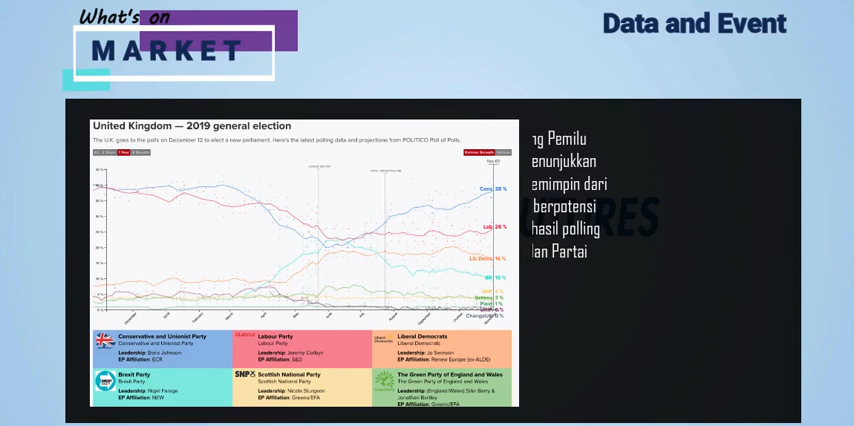 What's on
MARKET
Data and Event
United Kingdom — 2019 general election
The U.K. goes to the polls on December 12 to elect a new parliament. Here's the latest polling data and projections from POLITICO Poll of Polls.
Nov 03
Cons 38 %
Lab 26 %
Lib Dems 16 %
10 %
Greens 3 %
Conservative and Unionist Party
Conservative and Unionist Party
Leadership: Boris Johnson
EP Affiliation: ECR
Labour Party
Labour Party
Leadership: Jeremy Corbyn
EP Affiliation: S&D
Liberal Democrats
Liberal Democrats
Leadership: Jo Swinson
EP Affiliation: Renew Europe (ex-ALDE)
Brexit Party
Brexit Party
Leadership: Nigel Farage
EP Affiliation: NEW
SNP
Scottish National Party
Scottish National Party
Leadership: Nicola Sturgeon
EP Affiliation: Greens/EFA
The Green Party of England and Wales
The Green Party of England and Wales
Leadership: (England/Wales) Siân Berry &
Jonathan Bartley
EP Affiliation: Greens/EFA
ng Pemilu
enunjukkan
emimpin dari
berpotensi
hasil polling
lan Partai